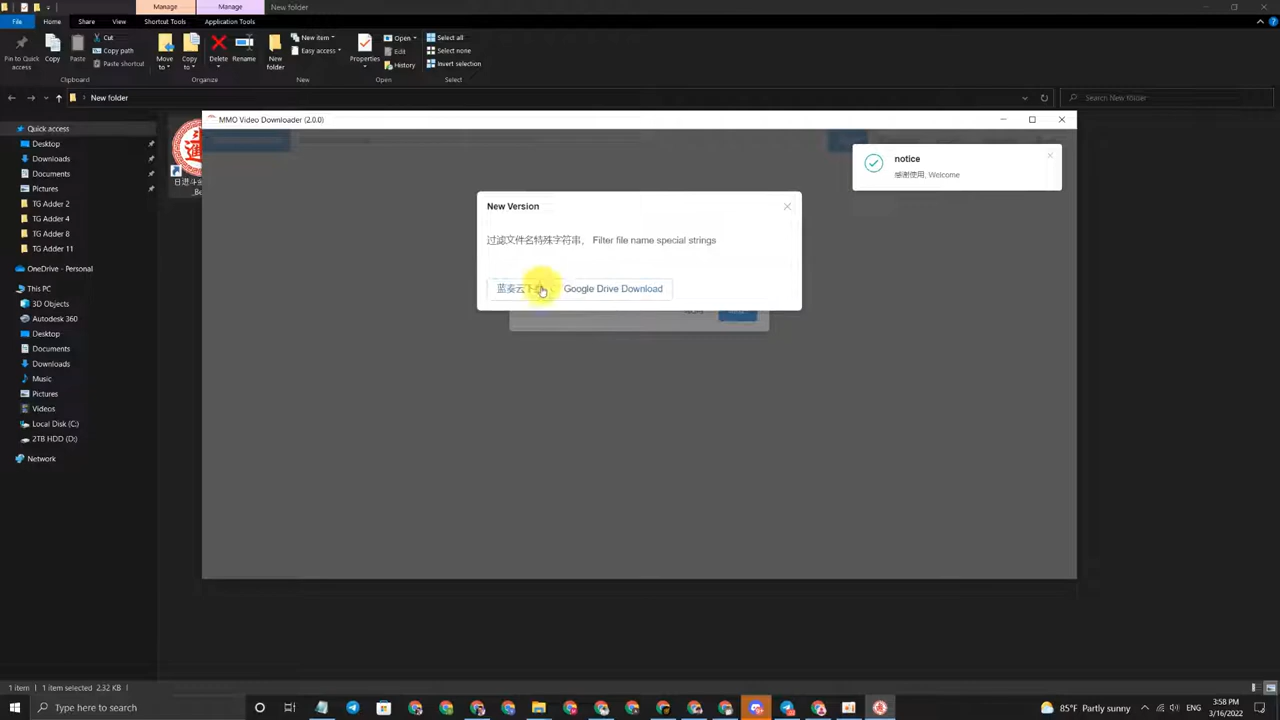 Manage
Manage
New folder
File
Home
Share
View
Shortcut Tools
Application Tools
Pin to Quick access
Copy
Paste
Cut
Copy path
Paste shortcut
Clipboard
Move to
Copy to
Delete
Rename
Organize
New folder
New item
Easy access
New
Properties
Open
Edit
History
Open
Select all
Select none
Invert selection
Select
New folder
Search New folder
Quick access
Desktop
Downloads
Documents
Pictures
TG Adder 2
TG Adder 4
TG Adder 8
TG Adder 11
OneDrive - Personal
This PC
3D Objects
Autodesk 360
Desktop
Documents
Downloads
Music
Pictures
Videos
Local Disk (C:)
2TB HDD (D:)
Network
MMO Video Downloader (2.0.0)
notice
感谢使用, Welcome
New Version
过滤文件名特殊字符串， Filter file name special strings
蓝奏云下
Google Drive Download
1 item
1 item selected 2.32 KB
Type here to search
85°F Partly sunny
ENG
3:58 PM
3/16/2022